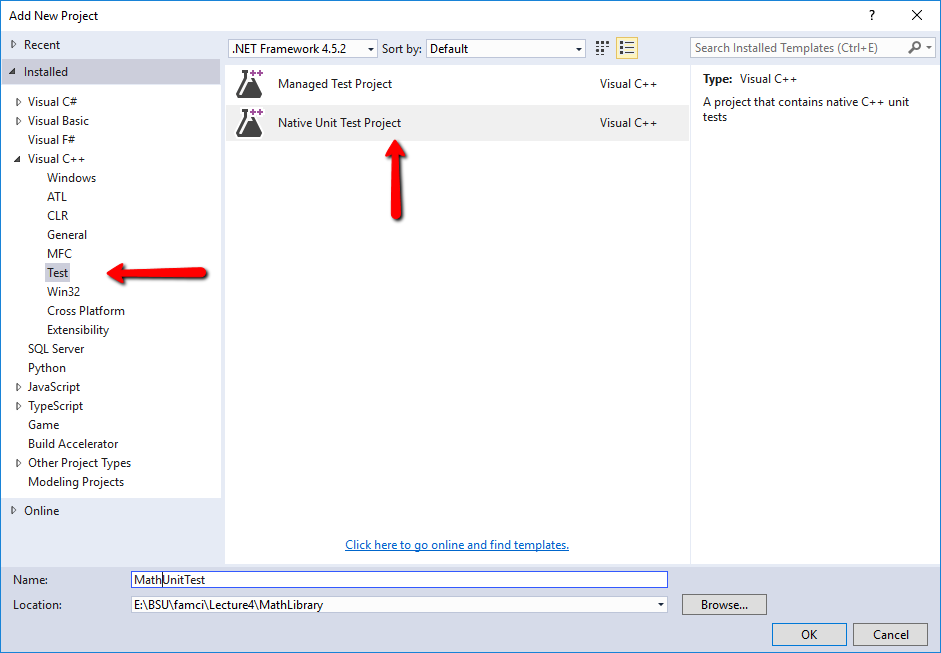 Add New Project
?
Recent
Installed
Visual C#
Visual Basic
Visual F#
Visual C++
Windows
ATL
CLR
General
MFC
Test
Win32
Cross Platform
Extensibility
SQL Server
Python
JavaScript
TypeScript
Game
Build Accelerator
Other Project Types
Modeling Projects
Online
.NET Framework 4.5.2 Sort by: Default
Managed Test Project Visual C++
Native Unit Test Project Visual C++
Click here to go online and find templates.
Search Installed Templates (Ctrl+E)
Type: Visual C++
A project that contains native C++ unit
tests
Name: MathUnitTest
Location: E:\BSU\famci\Lecture4\MathLibrary Browse...
OK Cancel